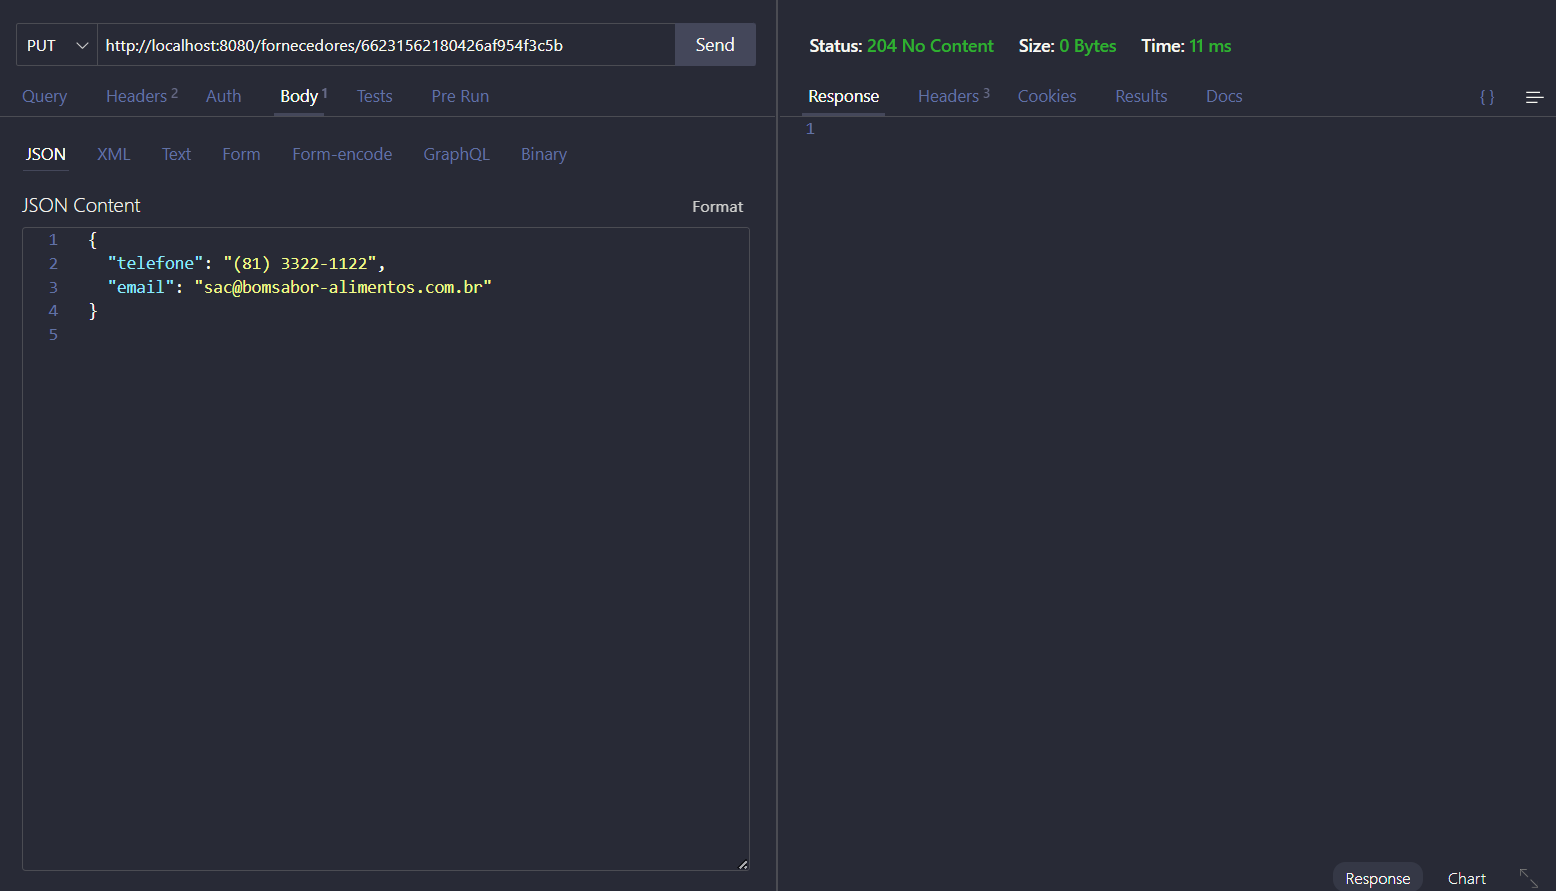 PUT http://localhost:8080/fornecedores/66231562180426af954f3c5b Send
Query Headers 2 Auth Body 1 Tests Pre Run
JSON XML Text Form Form-encode GraphQL Binary
JSON Content Format
1 {
2 "telefone": "(81) 3322-1122",
3 "email": "sac@bomsabor-alimentos.com.br"
4 }
5
Status: 204 No Content Size: 0 Bytes Time: 11 ms
Response Headers 3 Cookies Results Docs { }
1
Response Chart